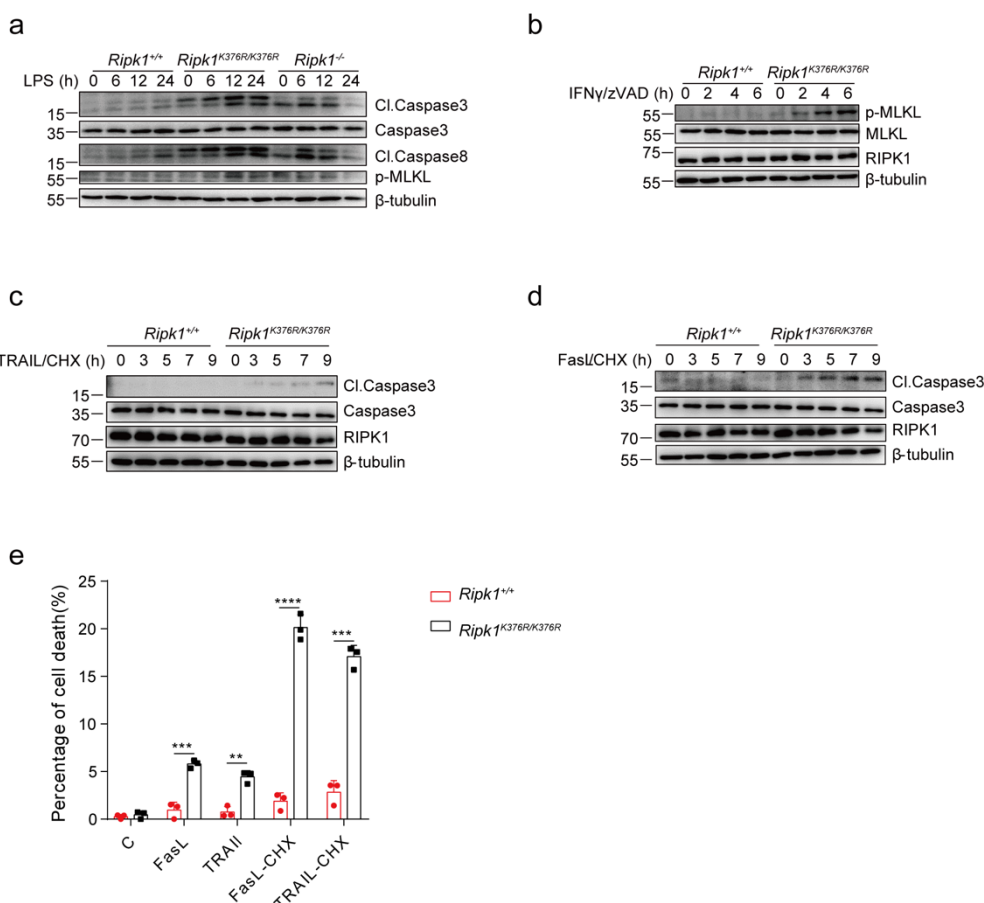 a
Ripk1+/+ Ripk1K376R/K376R Ripk1-/-
LPS (h) 0 6 12 24 0 6 12 24 0 6 12 24
Cl.Caspase3
15
35 Caspase3
Cl.Caspase8
15
55 p-MLKL
55 β-tubulin
b
Ripk1+/+ Ripk1K376R/K376R
IFNγ/zVAD (h) 0 2 4 6 0 2 4 6
55 p-MLKL
55 MLKL
75
RIPK1
55 β-tubulin
c
Ripk1+/+ Ripk1K376R/K376R
TRAIL/CHX (h) 0 3 5 7 9 0 3 5 7 9
Cl.Caspase3
15
35 Caspase3
70 RIPK1
55 β-tubulin
d
Ripk1+/+ Ripk1K376R/K376R
FasL/CHX (h) 0 3 5 7 9 0 3 5 7 9
15 Cl.Caspase3
35 Caspase3
70 RIPK1
55 β-tubulin
e
Percentage of cell death(%)
25
20
15
10
5
0
*** ** **** ***
C FasL TRAIl FasL-CHX TRAIL-CHX
Ripk1+/+
Ripk1K376R/K376R